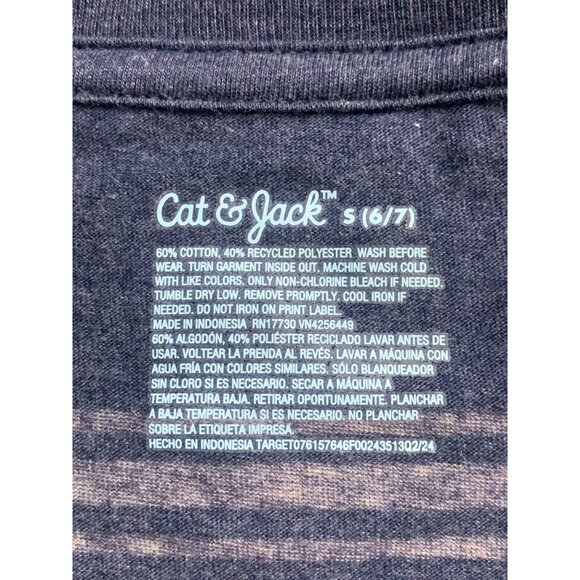 Cat & Jack™ S (6/7)
60% COTTON, 40% RECYCLED POLYESTER WASH BEFORE
WEAR. TURN GARMENT INSIDE OUT. MACHINE WASH COLD
WITH LIKE COLORS. ONLY NON-CHLORINE BLEACH IF NEEDED.
TUMBLE DRY LOW. REMOVE PROMPTLY. COOL IRON IF
NEEDED. DO NOT IRON ON PRINT LABEL.
MADE IN INDONESIA RN17730 VN4256449
60% ALGODÓN, 40% POLIÉSTER RECICLADO LAVAR ANTES DE
USAR. VOLTEAR LA PRENDA AL REVÉS. LAVAR A MÁQUINA CON
AGUA FRÍA CON COLORES SIMILARES. SÓLO BLANQUEADOR
SIN CLORO SI ES NECESARIO. SECAR A MÁQUINA A
TEMPERATURA BAJA. RETIRAR OPORTUNAMENTE. PLANCHAR
A BAJA TEMPERATURA SI ES NECESARIO. NO PLANCHAR
SOBRE LA ETIQUETA IMPRESA.
HECHO EN INDONESIA TARGET076157646F00243513Q2/24